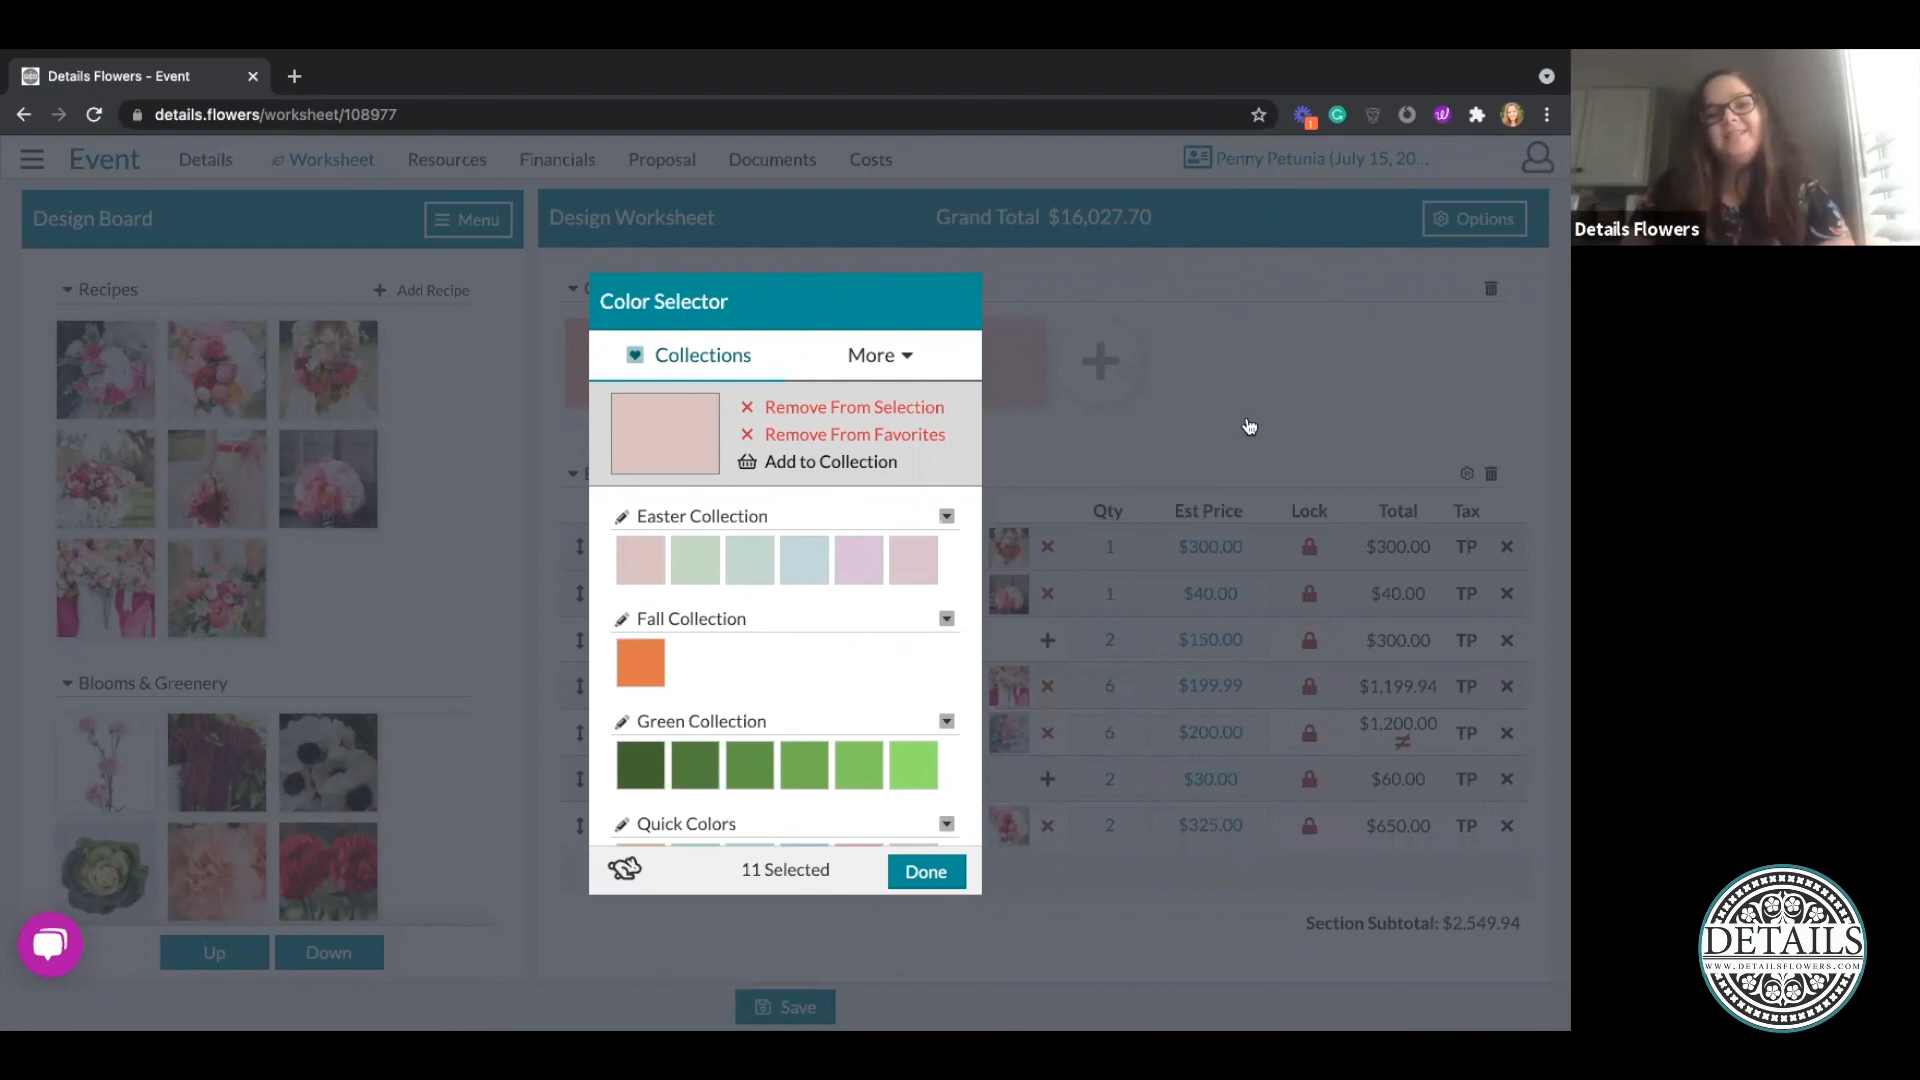 Details Flowers - Event
details.flowers/worksheet/108977
1
Event Details Worksheet Resources Financials Proposal Documents Costs Penny Petunia (July 15, 20...
Details Flowers
Design Board Menu
Design Worksheet Grand Total $16,027.70 Options
Recipes + Add Recipe
Color Selector
Collections More
Remove From Selection
Remove From Favorites
Add to Collection
Easter Collection
Fall Collection
Green Collection
Quick Colors
11 Selected Done
Qty Est Price Lock Total Tax
1 $300.00 $300.00 TP
1 $40.00 $40.00 TP
2 $150.00 $300.00 TP
6 $199.99 $1,199.94 TP
6 $200.00 $1,200.00 TP
2 $30.00 $60.00 TP
2 $325.00 $650.00 TP
Section Subtotal: $2,549.94
Blooms & Greenery
Up Down
Save
DETAILS
WWW.DETAILSFLOWERS.COM